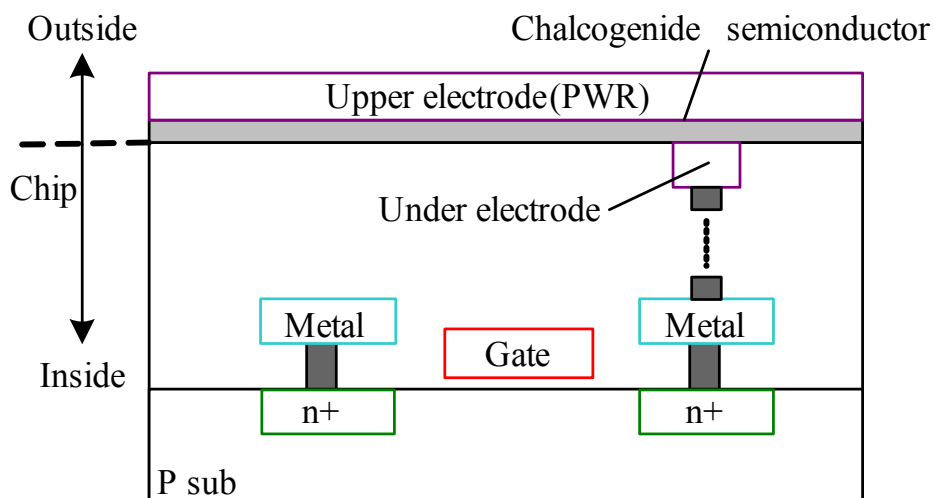 Outside
Chalcogenide semiconductor
Upper electrode(PWR)
Chip
Under electrode
Metal
Metal
Gate
Inside
n+
n+
P sub